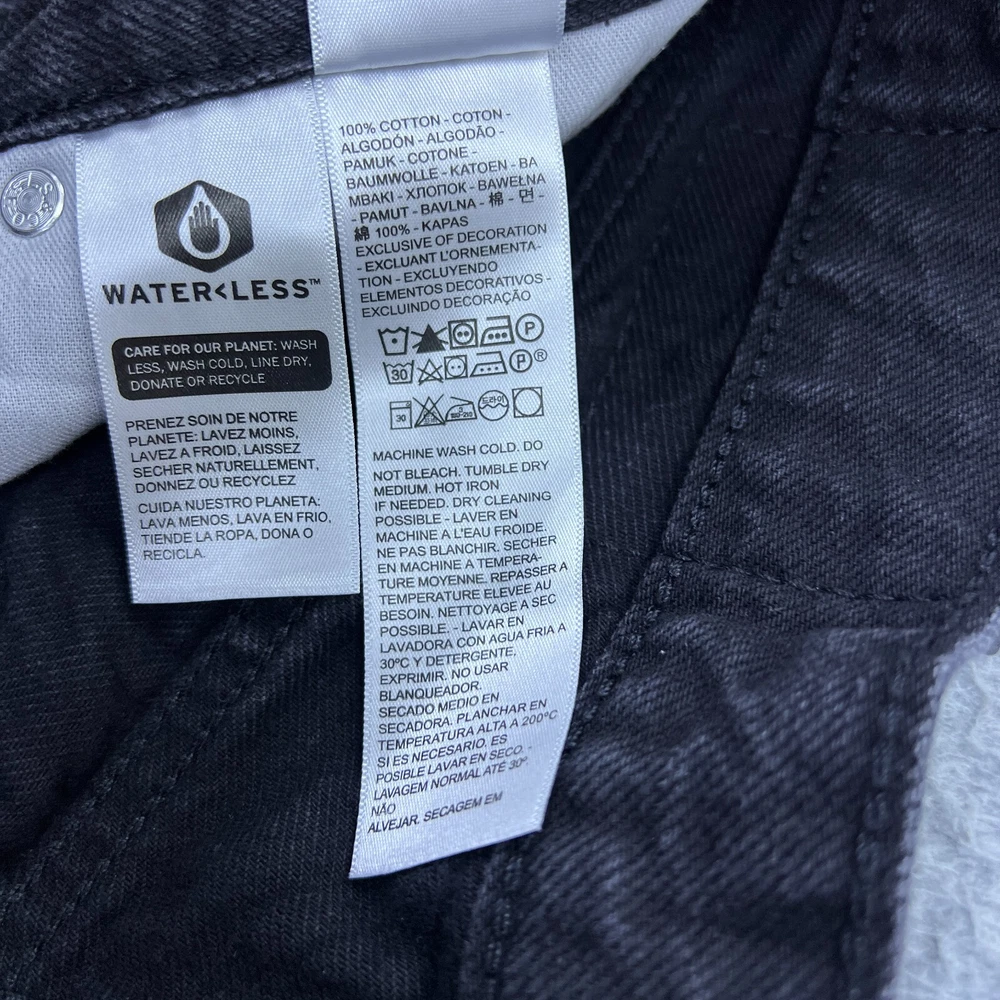 WATER<LESS™
CARE FOR OUR PLANET: WASH
LESS, WASH COLD, LINE DRY,
DONATE OR RECYCLE
PRENEZ SOIN DE NOTRE
PLANETE: LAVEZ MOINS,
LAVEZ A FROID, LAISSEZ
SECHER NATURELLEMENT,
DONNEZ OU RECYCLEZ
CUIDA NUESTRO PLANETA:
LAVA MENOS, LAVA EN FRIO,
TIENDE LA ROPA, DONA O
RECICLA.
100% COTTON - COTON -
ALGODÓN - ALGODÃO -
PAMUK - COTONE -
BAUMWOLLE - KATOEN - BA
MBAKI - ХЛОПОК - BAWEŁNA
- PAMUT - BAVLNA - 棉 - 면 -
綿 100% - KAPAS
EXCLUSIVE OF DECORATION
- EXCLUANT L'ORNEMENTA-
TION - EXCLUYENDO
ELEMENTOS DECORATIVOS -
EXCLUINDO DECORAÇÃO
P
30 P®
30 드라이
MACHINE WASH COLD. DO
NOT BLEACH. TUMBLE DRY
MEDIUM. HOT IRON
IF NEEDED. DRY CLEANING
POSSIBLE - LAVER EN
MACHINE A L'EAU FROIDE.
NE PAS BLANCHIR. SECHER
EN MACHINE A TEMPERA-
TURE MOYENNE. REPASSER A
TEMPERATURE ELEVEE AU
BESOIN. NETTOYAGE A SEC
POSSIBLE. - LAVAR EN
LAVADORA CON AGUA FRIA A
30ºC Y DETERGENTE,
EXPRIMIR. NO USAR
BLANQUEADOR.
SECADO MEDIO EN
SECADORA. PLANCHAR EN
TEMPERATURA ALTA A 200ºC
SI ES NECESARIO. ES
POSIBLE LAVAR EN SECO. -
LAVAGEM NORMAL ATÉ 30º.
NÃO
ALVEJAR. SECAGEM EM